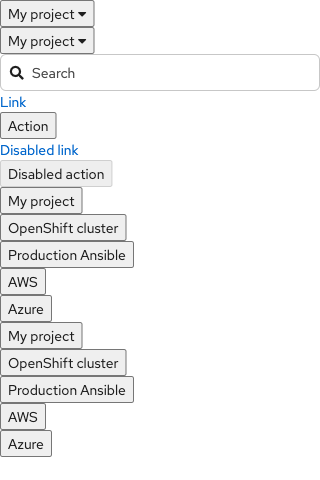 My project
My project
Search
Link
Action
Disabled link
Disabled action
My project
OpenShift cluster
Production Ansible
AWS
Azure
My project
OpenShift cluster
Production Ansible
AWS
Azure